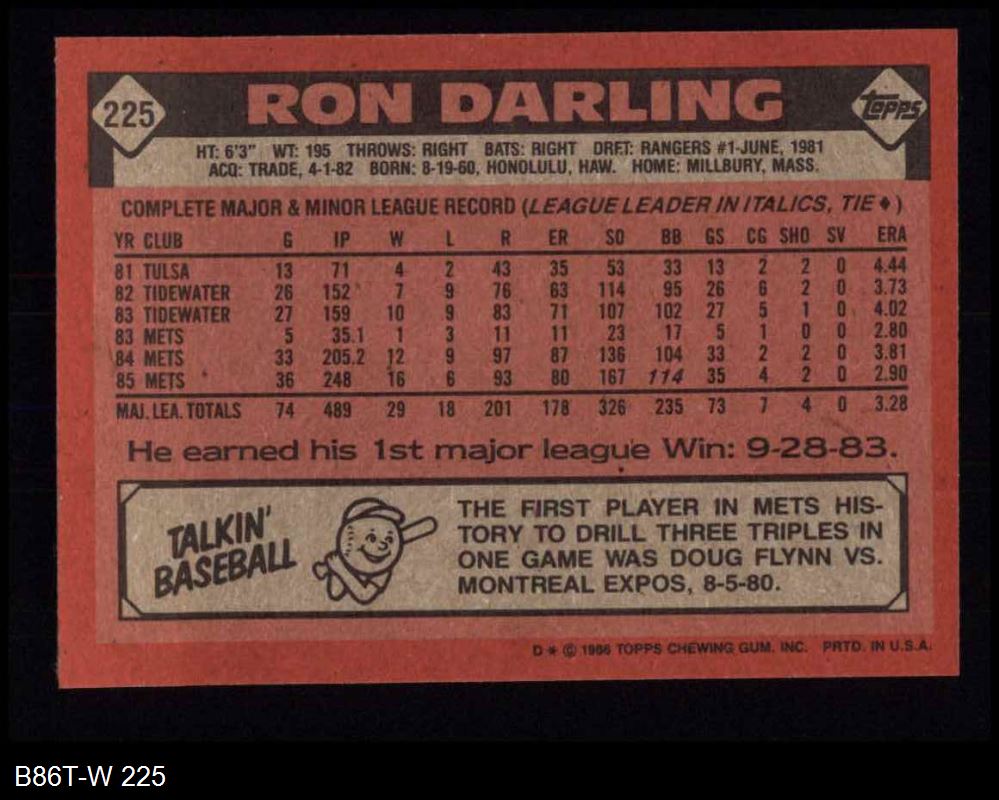 225
RON DARLING
Topps
HT: 6'3" WT: 195 THROWS: RIGHT BATS: RIGHT DRFT: RANGERS #1-JUNE, 1981
ACQ: TRADE, 4-1-82 BORN: 8-19-60, HONOLULU, HAW. HOME: MILLBURY, MASS.
COMPLETE MAJOR & MINOR LEAGUE RECORD (LEAGUE LEADER IN ITALICS, TIE ♦)
YR CLUB G IP W L R ER SO BB GS CG SHO SV ERA
81 TULSA 13 71 4 2 43 35 53 33 13 2 2 0 4.44
82 TIDEWATER 26 152 7 9 76 63 114 95 26 6 2 0 3.73
83 TIDEWATER 27 159 10 9 83 71 107 102 27 5 1 0 4.02
83 METS 5 35.1 1 3 11 11 23 17 5 1 0 0 2.80
84 METS 33 205.2 12 9 97 87 136 104 33 2 2 0 3.81
85 METS 36 248 16 6 93 80 167 114 35 4 2 0 2.90
MAJ. LEA. TOTALS 74 489 29 18 201 178 326 235 73 7 4 0 3.28
He earned his 1st major league Win: 9-28-83.
TALKIN'
BASEBALL
THE FIRST PLAYER IN METS HIS-
TORY TO DRILL THREE TRIPLES IN
ONE GAME WAS DOUG FLYNN VS.
MONTREAL EXPOS, 8-5-80.
D * © 1986 TOPPS CHEWING GUM, INC. PRTD. IN U.S.A.
B86T-W 225